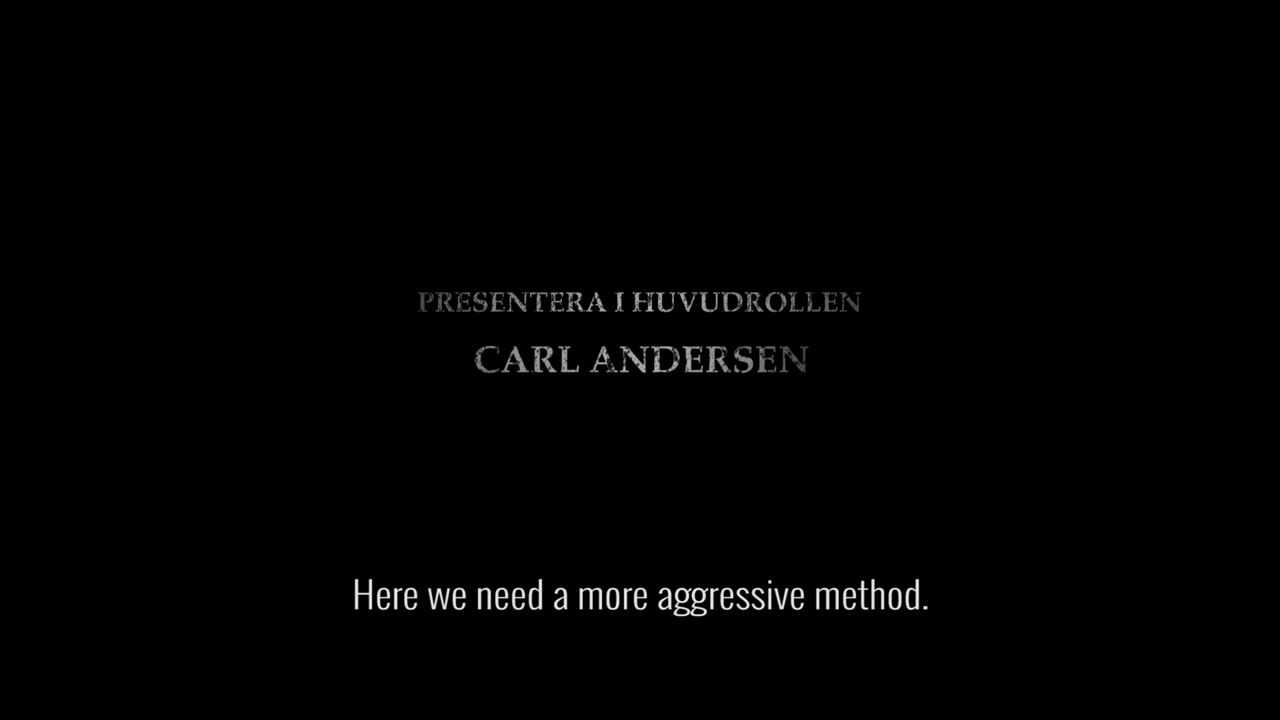 PRESENTERA I HUVUDROLLEN
CARL ANDERSEN
Here we need a more aggressive method.